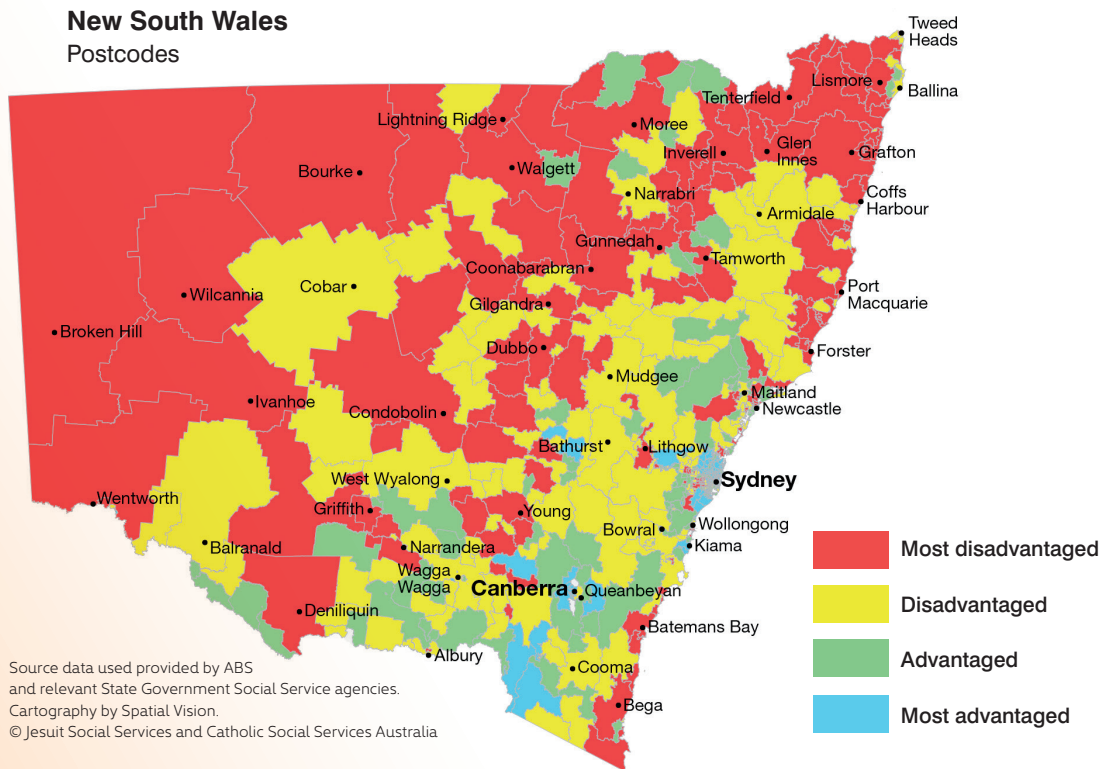 New South Wales
Postcodes
Tweed
Heads
Lismore
Ballina
Tenterfield
Lightning Ridge
Moree
Inverell
Glen
Innes
Grafton
Bourke
Walgett
Narrabri
Coffs
Harbour
Armidale
Gunnedah
Tamworth
Coonabarabran
Cobar
Wilcannia
Port
Macquarie
Gilgandra
Broken Hill
Dubbo
Forster
Mudgee
Maitland
Newcastle
Ivanhoe
Condobolin
Bathurst
Lithgow
Sydney
West Wyalong
Wentworth
Griffith
Young
Wollongong
Bowral
Kiama
Balranald
Narrandera
Wagga
Wagga
Canberra
Queanbeyan
Deniliquin
Batemans Bay
Albury
Cooma
Bega
Most disadvantaged
Disadvantaged
Advantaged
Most advantaged
Source data used provided by ABS
and relevant State Government Social Service agencies.
Cartography by Spatial Vision.
© Jesuit Social Services and Catholic Social Services Australia